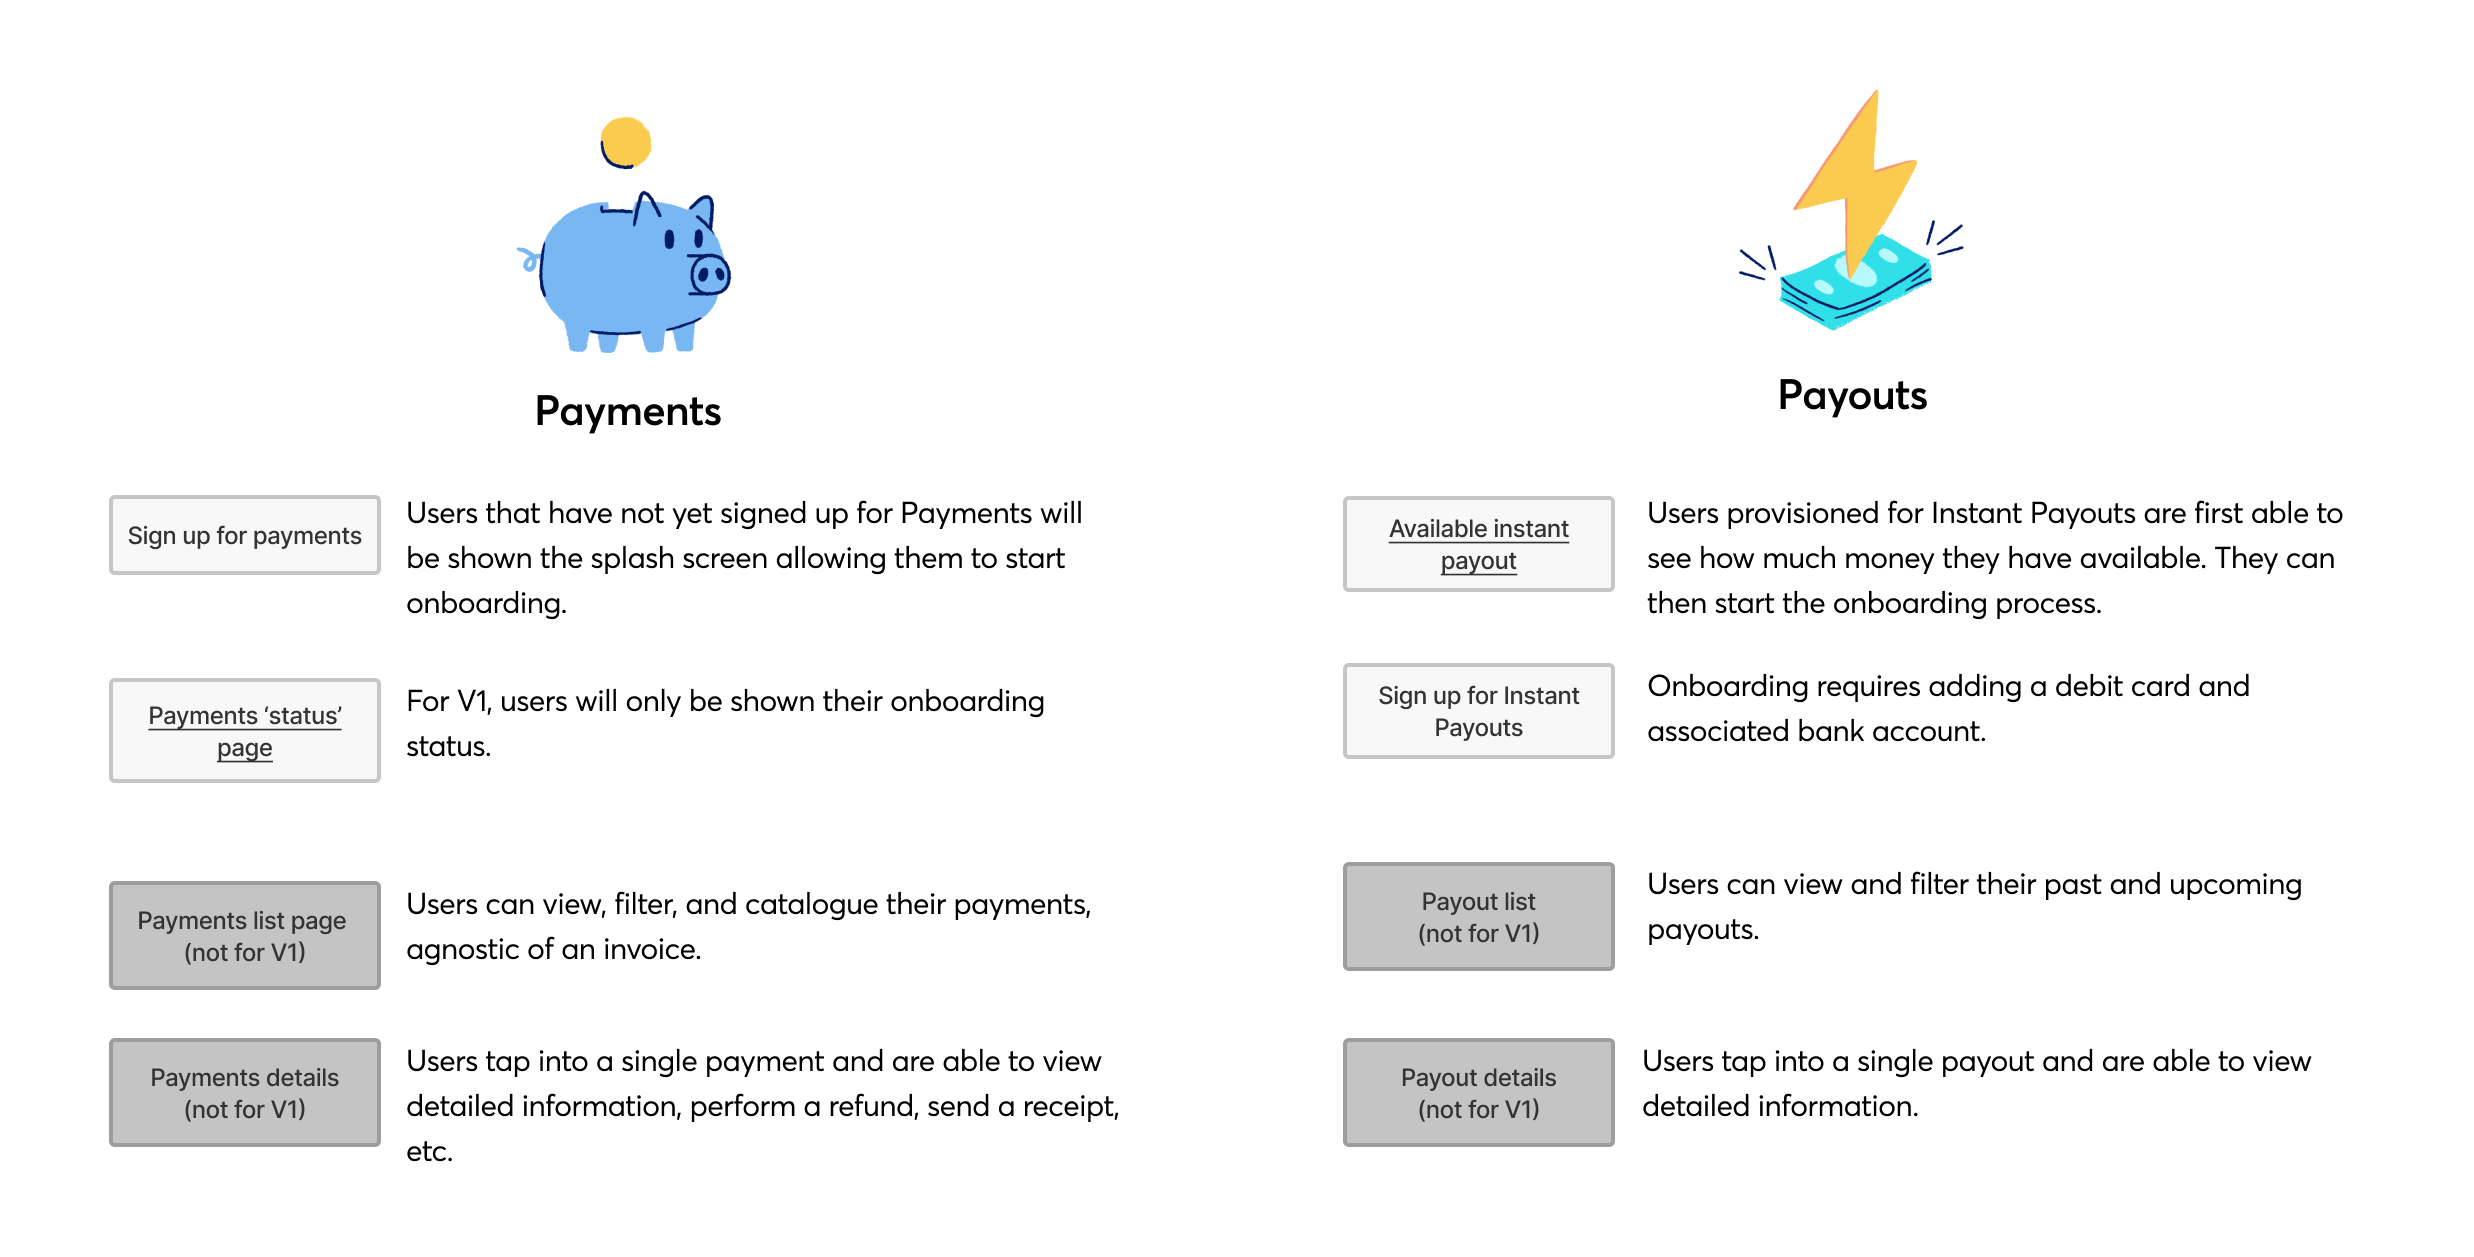 Payments
Sign up for payments
Users that have not yet signed up for Payments will
be shown the splash screen allowing them to start
onboarding.
Payments ‘status’
page
For V1, users will only be shown their onboarding
status.
Payments list page
(not for V1)
Users can view, filter, and catalogue their payments,
agnostic of an invoice.
Payments details
(not for V1)
Users tap into a single payment and are able to view
detailed information, perform a refund, send a receipt,
etc.
Payouts
Available instant
payout
Users provisioned for Instant Payouts are first able to
see how much money they have available. They can
then start the onboarding process.
Sign up for Instant
Payouts
Onboarding requires adding a debit card and
associated bank account.
Payout list
(not for V1)
Users can view and filter their past and upcoming
payouts.
Payout details
(not for V1)
Users tap into a single payout and are able to view
detailed information.